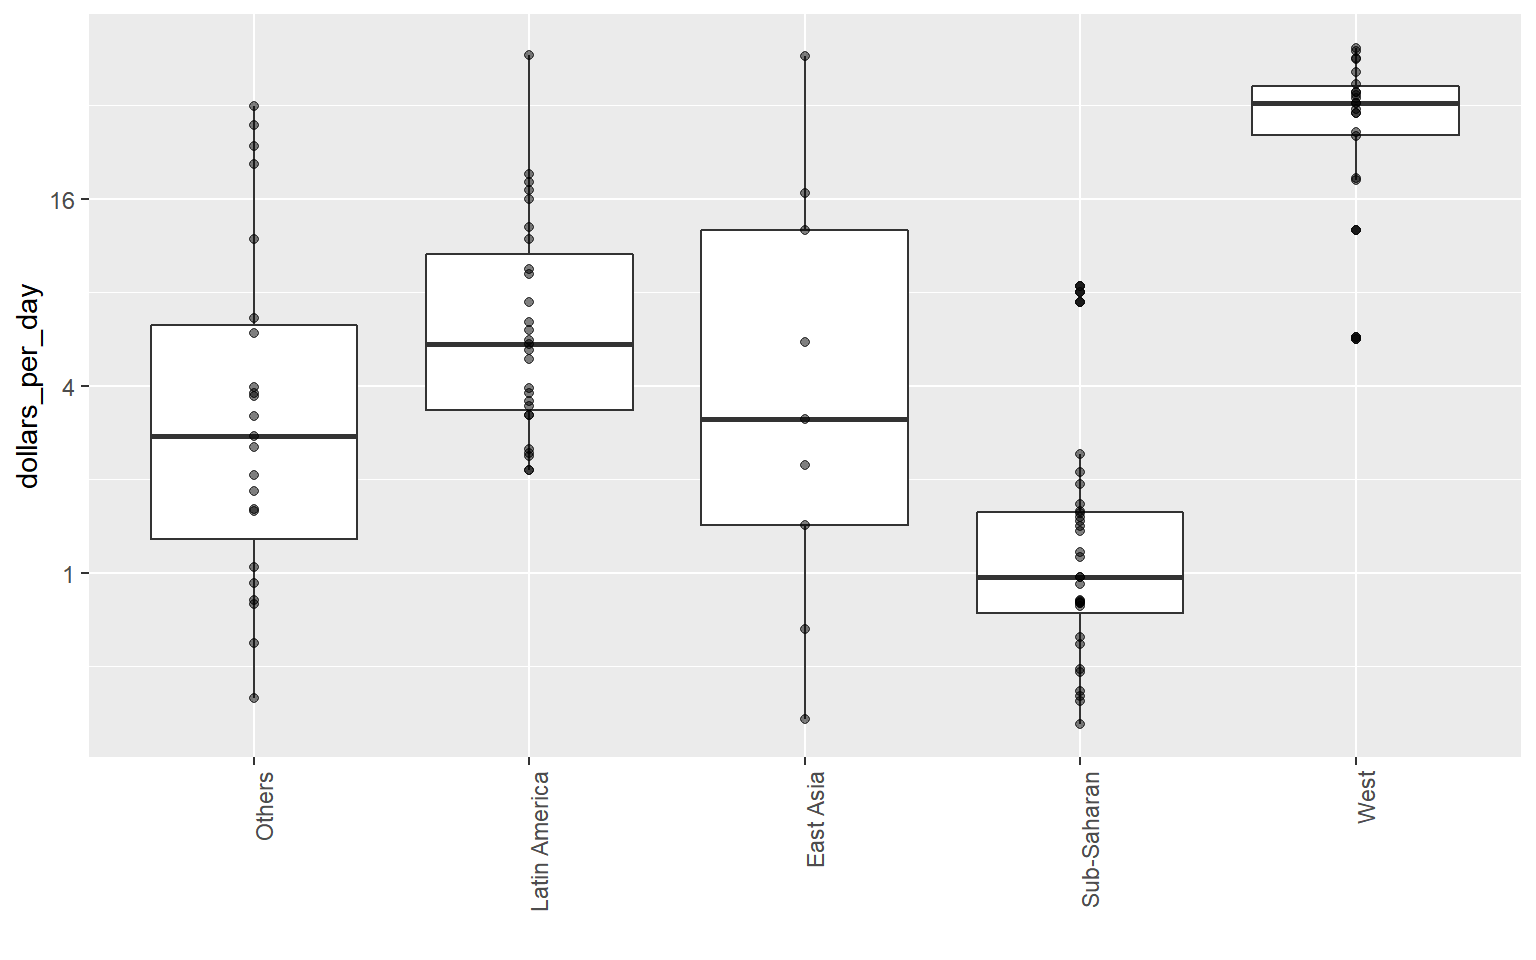 dollars_per_day
16
4
1
Others
Latin America
East Asia
Sub-Saharan
West